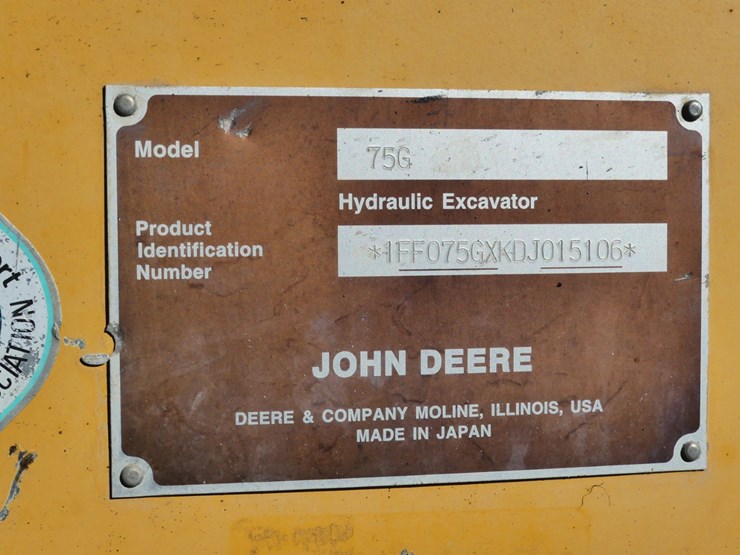 Model
75G
Hydraulic Excavator
Product
Identification
Number
*1FF075GXKDJ015106*
JOHN DEERE
DEERE & COMPANY MOLINE, ILLINOIS, USA
MADE IN JAPAN